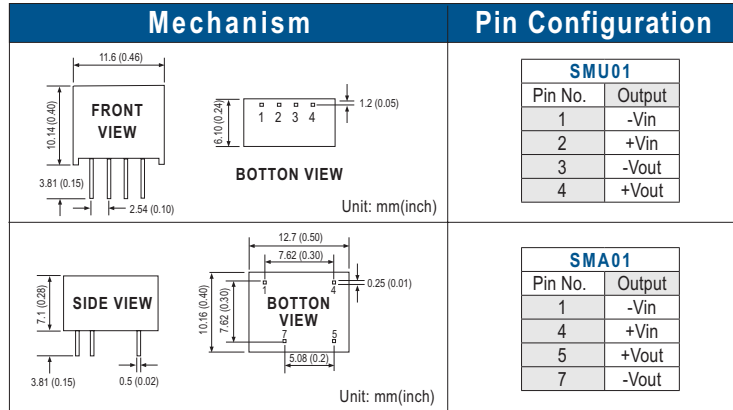 Mechanism
Pin Configuration
11.6 (0.46)
10.14 (0.40)
FRONT
VIEW
3.81 (0.15)
2.54 (0.10)
6.10 (0.24)
1 2 3 4
1.2 (0.05)
BOTTON VIEW
Unit: mm(inch)
SMU01
Pin No. Output
1 -Vin
2 +Vin
3 -Vout
4 +Vout
7.1 (0.28)
SIDE VIEW
3.81 (0.15)
0.5 (0.02)
12.7 (0.50)
7.62 (0.30)
0.25 (0.01)
10.16 (0.40)
7.62 (0.30)
1 4
BOTTON
VIEW
7 5
5.08 (0.2)
Unit: mm(inch)
SMA01
Pin No. Output
1 -Vin
4 +Vin
5 +Vout
7 -Vout